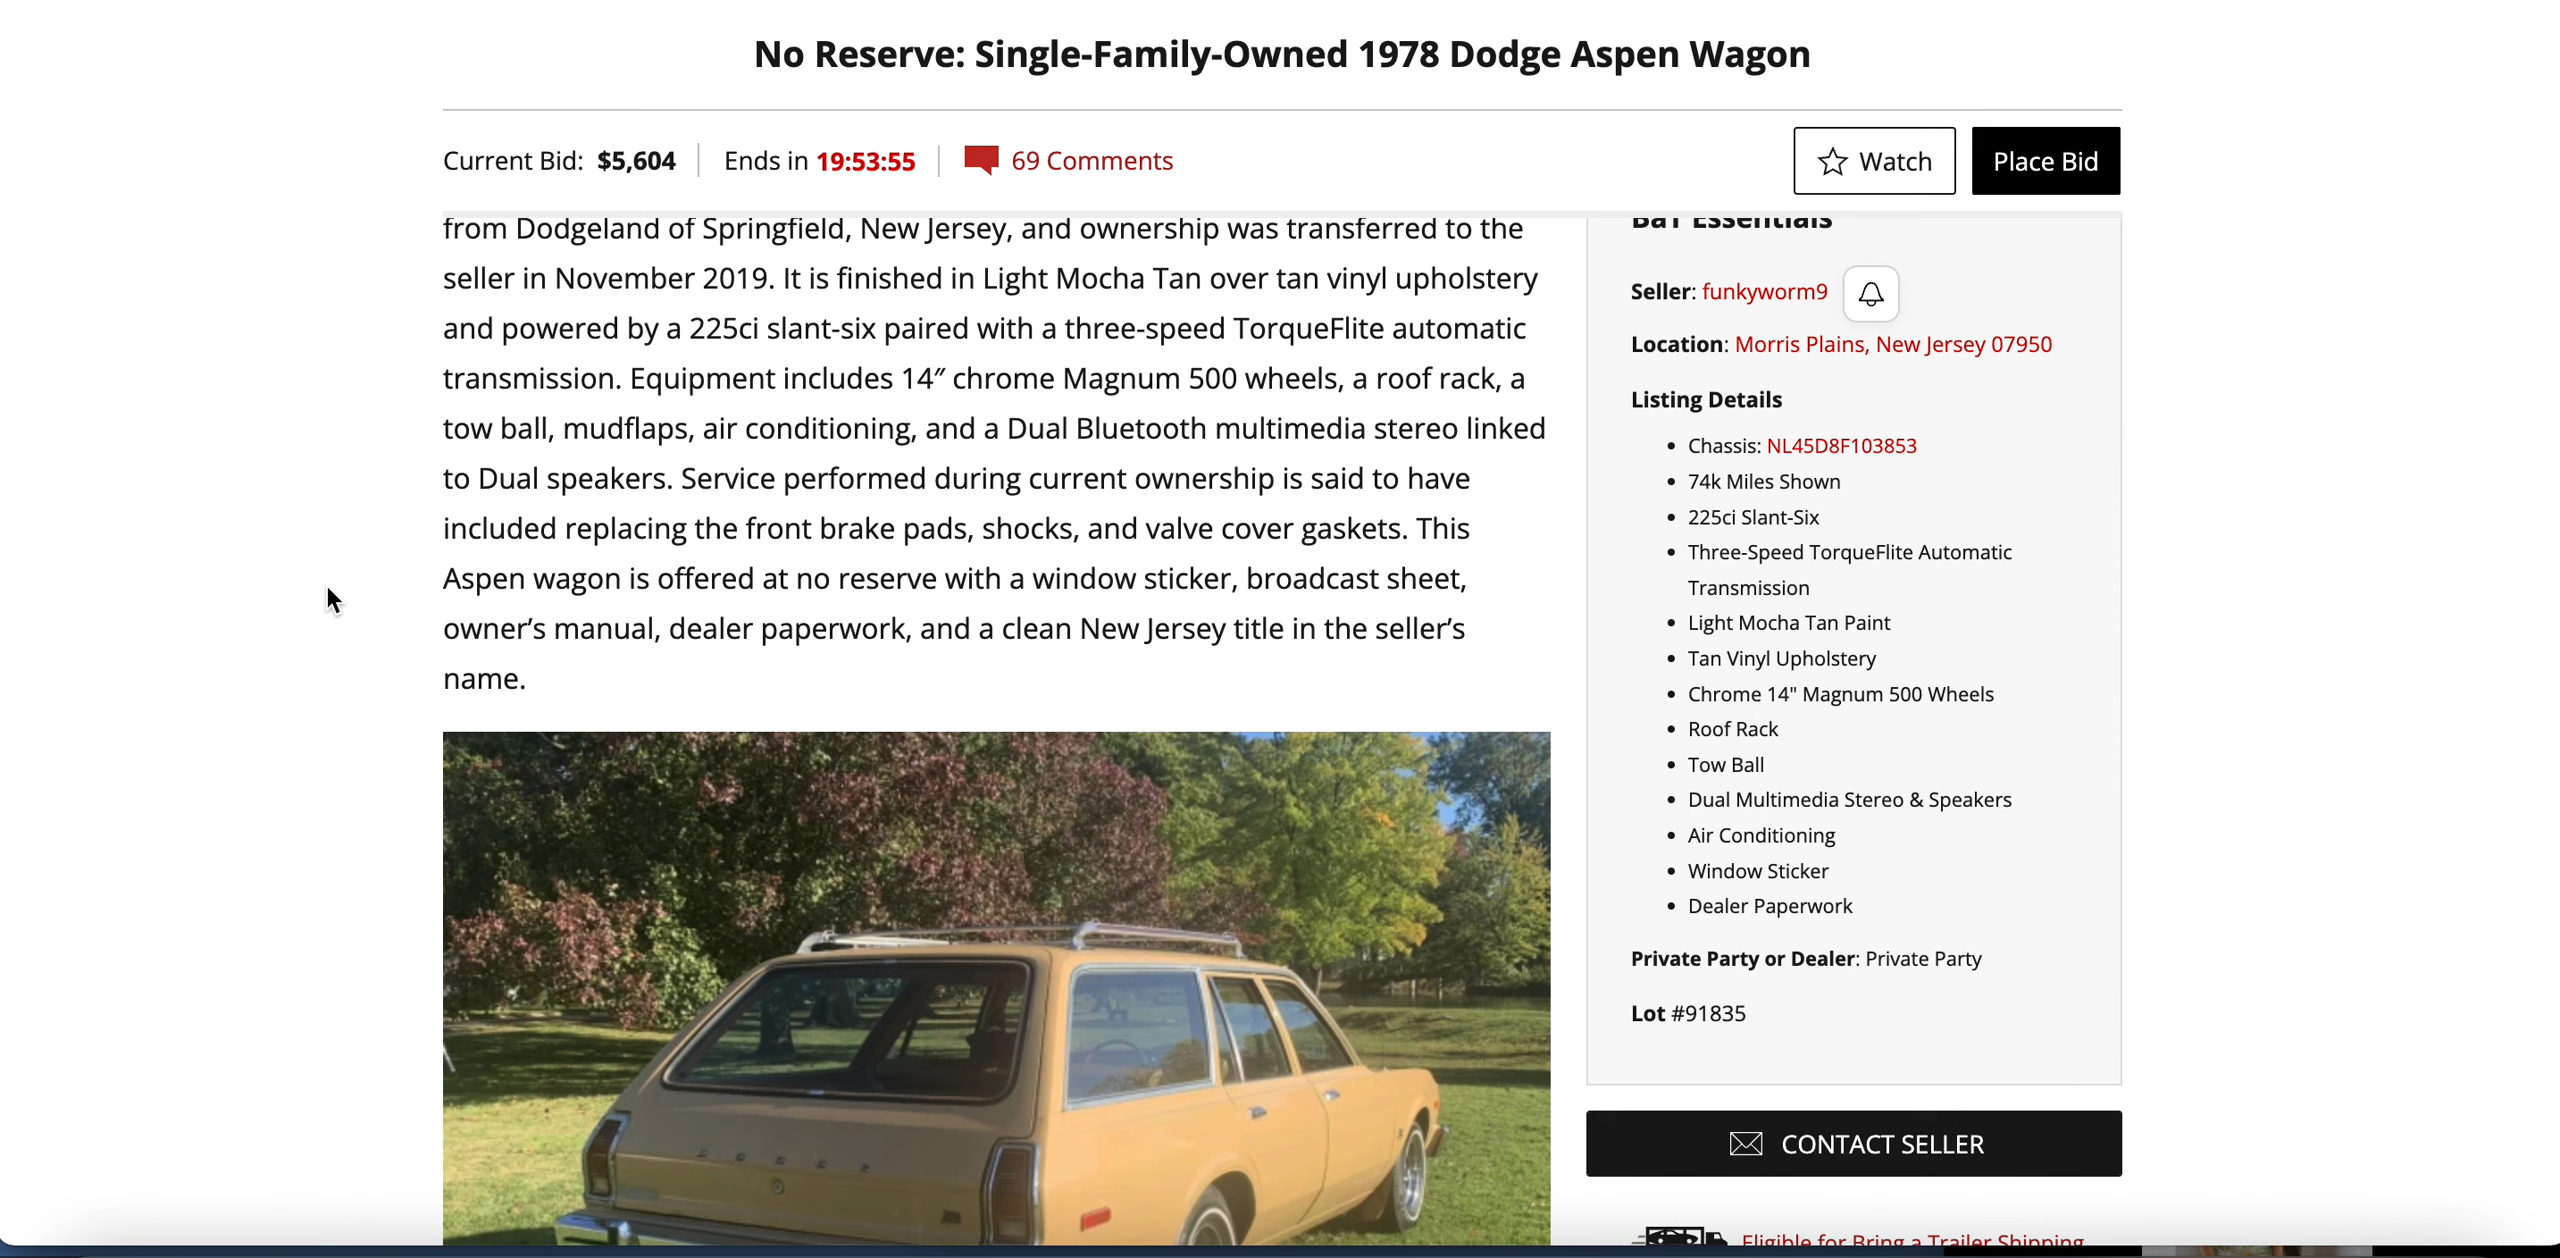 No Reserve: Single-Family-Owned 1978 Dodge Aspen Wagon
Current Bid: $5,604
Ends in 19:53:55
69 Comments
Watch
Place Bid
from Dodgeland of Springfield, New Jersey, and ownership was transferred to the
seller in November 2019. It is finished in Light Mocha Tan over tan vinyl upholstery
and powered by a 225ci slant-six paired with a three-speed TorqueFlite automatic
transmission. Equipment includes 14″ chrome Magnum 500 wheels, a roof rack, a
tow ball, mudflaps, air conditioning, and a Dual Bluetooth multimedia stereo linked
to Dual speakers. Service performed during current ownership is said to have
included replacing the front brake pads, shocks, and valve cover gaskets. This
Aspen wagon is offered at no reserve with a window sticker, broadcast sheet,
owner’s manual, dealer paperwork, and a clean New Jersey title in the seller’s
name.
DODGE
BaT Essentials
Seller: funkyworm9
Location: Morris Plains, New Jersey 07950
Listing Details
• Chassis: NL45D8F103853
• 74k Miles Shown
• 225ci Slant-Six
• Three-Speed TorqueFlite Automatic
Transmission
• Light Mocha Tan Paint
• Tan Vinyl Upholstery
• Chrome 14" Magnum 500 Wheels
• Roof Rack
• Tow Ball
• Dual Multimedia Stereo & Speakers
• Air Conditioning
• Window Sticker
• Dealer Paperwork
Private Party or Dealer: Private Party
Lot #91835
CONTACT SELLER
Eligible for Bring a Trailer Shipping